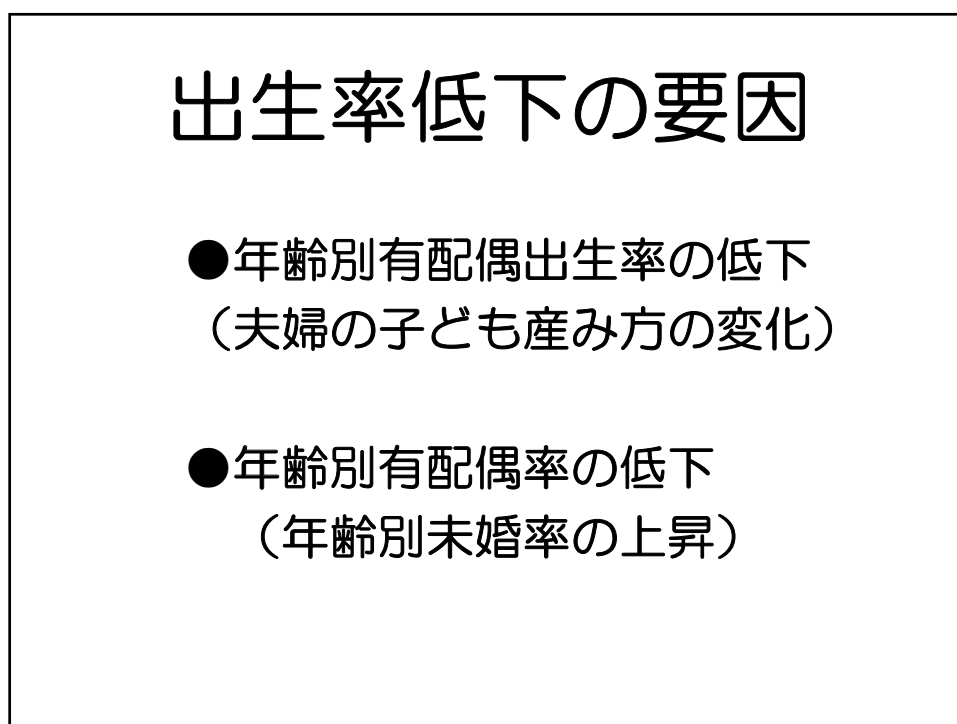 出生率低下の要因
●年齢別有配偶出生率の低下
（夫婦の子ども産み方の変化）
●年齢別有配偶率の低下
（年齢別未婚率の上昇）